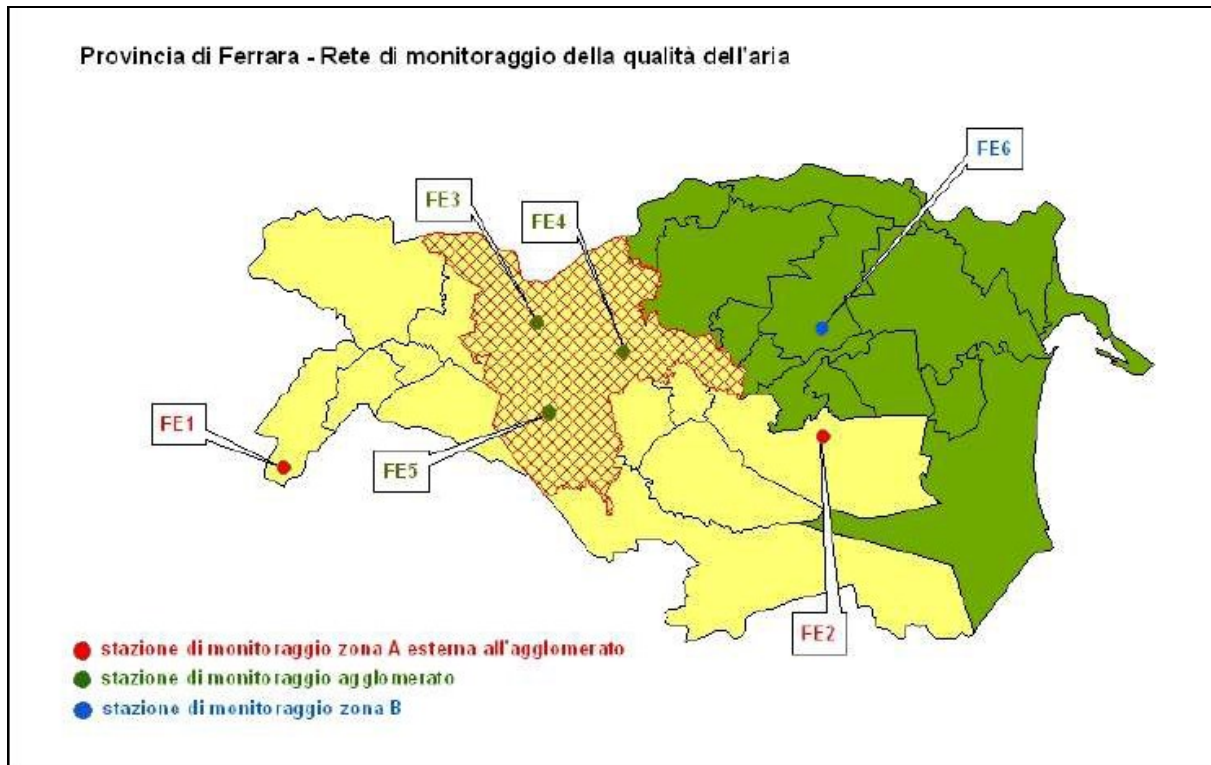 Provincia di Ferrara - Rete di monitoraggio della qualità dell'aria
FE6
FE3
FE4
FE1
FE5
FE2
stazione di monitoraggio zona A esterna all'agglomerato
stazione di monitoraggio agglomerato
stazione di monitoraggio zona B